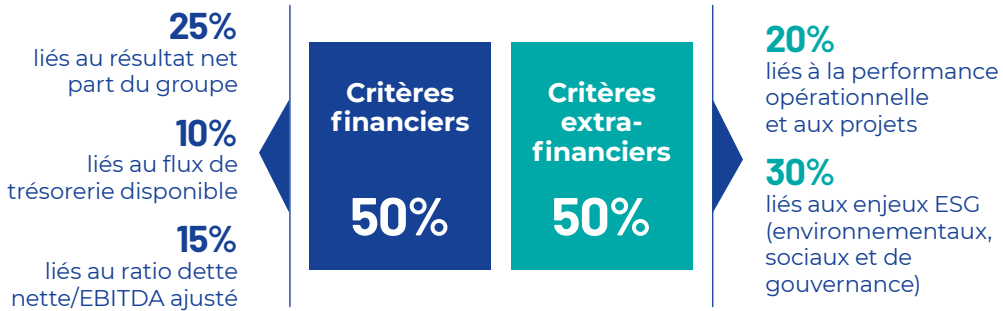 25%
liés au résultat net
part du groupe
10%
liés au flux de
trésorerie disponible
15%
liés au ratio dette
nette/EBITDA ajusté
Critères
financiers
50%
Critères
extra-
financiers
50%
20%
liés à la performance
opérationnelle
et aux projets
30%
liés aux enjeux ESG
(environnementaux,
sociaux et de
gouvernance)